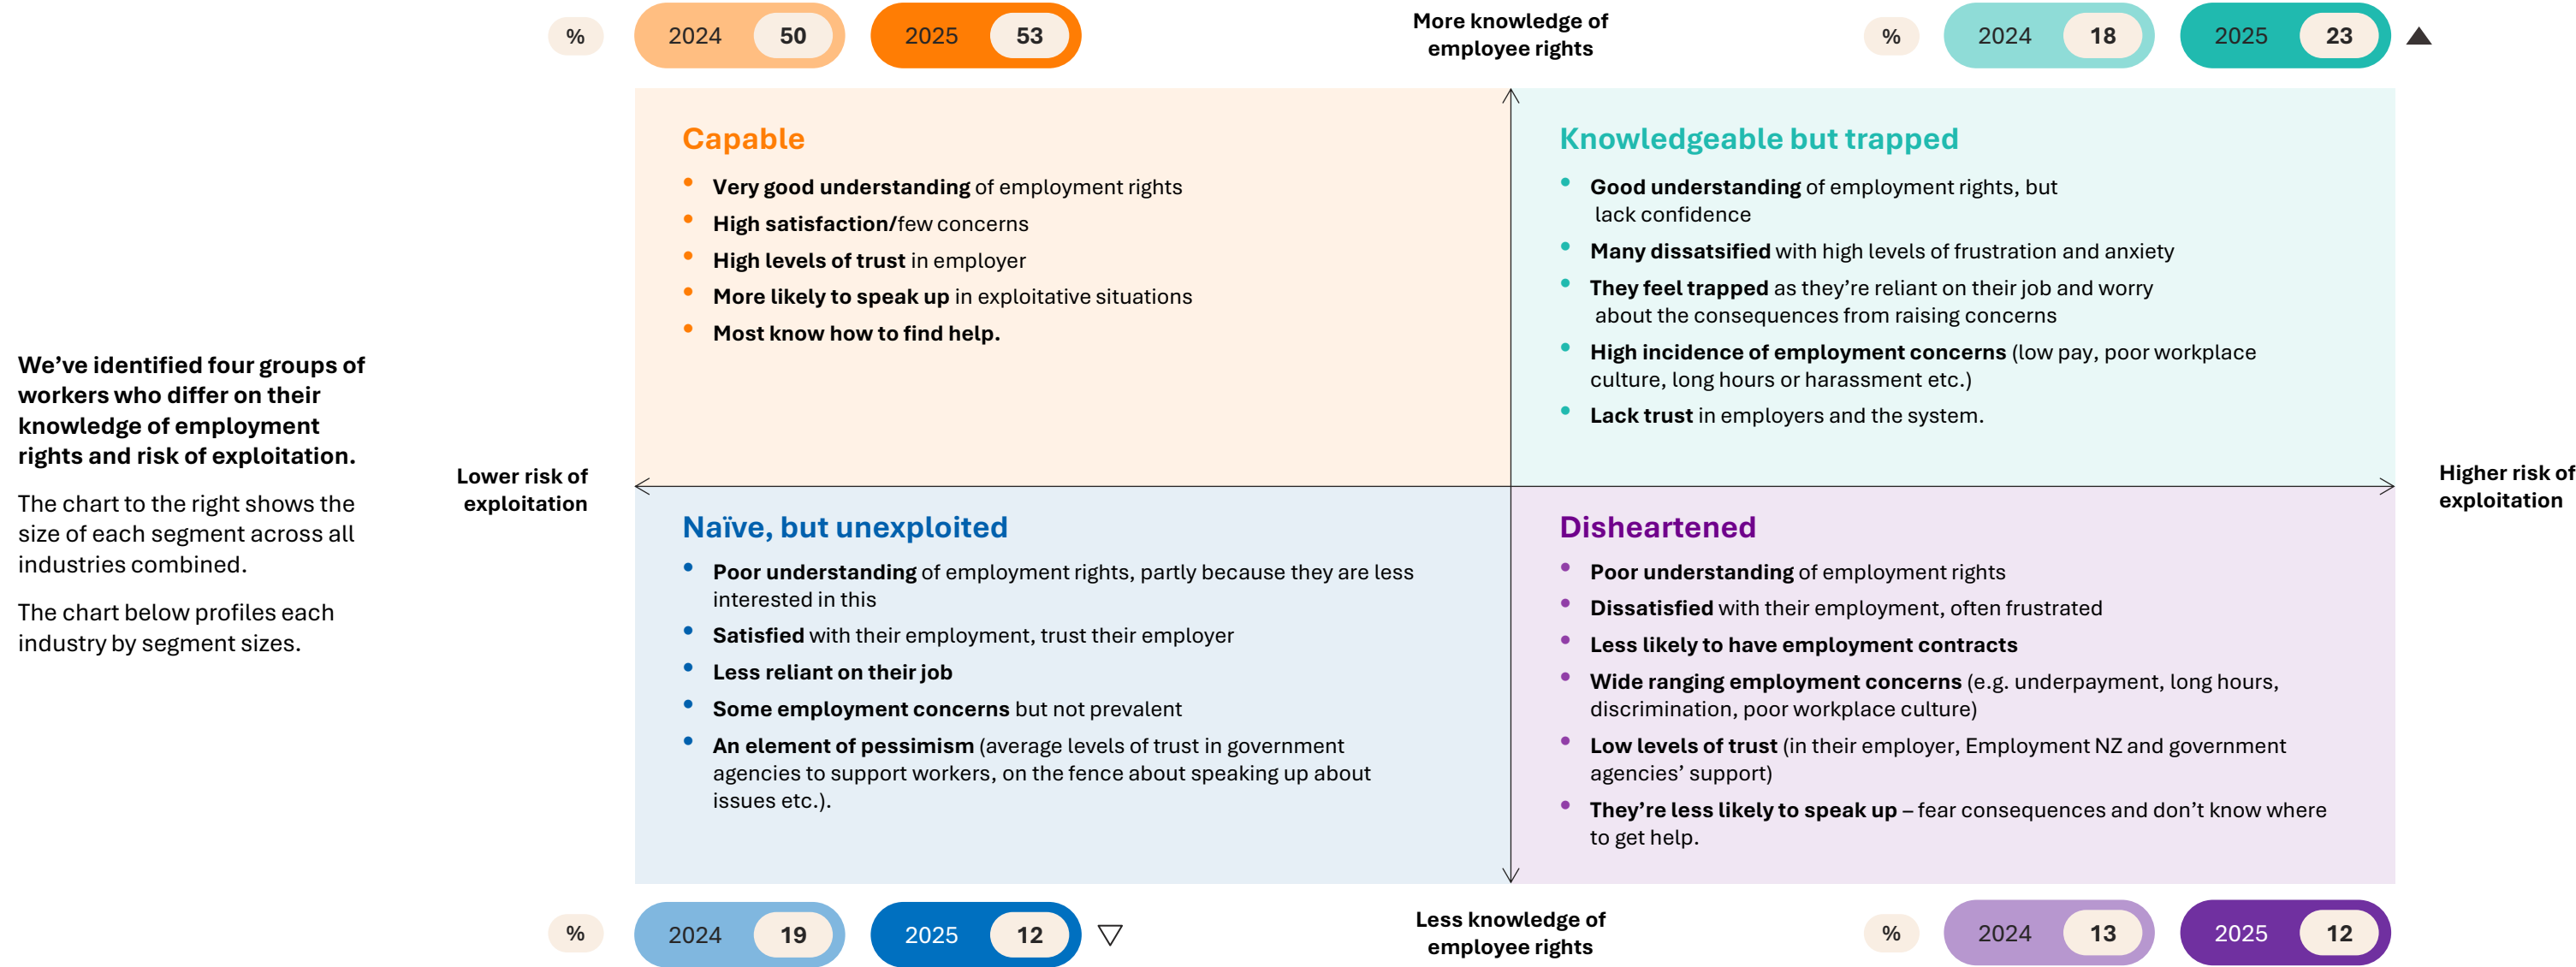 % 2024 50 2025 53
More knowledge of
employee rights
% 2024 18 2025 23
We’ve identified four groups of
workers who differ on their
knowledge of employment
rights and risk of exploitation.
The chart to the right shows the
size of each segment across all
industries combined.
The chart below profiles each
industry by segment sizes.
Lower risk of
exploitation
Capable
Very good understanding of employment rights
High satisfaction/few concerns
High levels of trust in employer
More likely to speak up in exploitative situations
Most know how to find help.
Knowledgeable but trapped
Good understanding of employment rights, but
lack confidence
Many dissatsified with high levels of frustration and anxiety
They feel trapped as they’re reliant on their job and worry
about the consequences from raising concerns
High incidence of employment concerns (low pay, poor workplace
culture, long hours or harassment etc.)
Lack trust in employers and the system.
Higher risk of
exploitation
Naïve, but unexploited
Poor understanding of employment rights, partly because they are less
interested in this
Satisfied with their employment, trust their employer
Less reliant on their job
Some employment concerns but not prevalent
An element of pessimism (average levels of trust in government
agencies to support workers, on the fence about speaking up about
issues etc.).
Disheartened
Poor understanding of employment rights
Dissatisfied with their employment, often frustrated
Less likely to have employment contracts
Wide ranging employment concerns (e.g. underpayment, long hours,
discrimination, poor workplace culture)
Low levels of trust (in their employer, Employment NZ and government
agencies’ support)
They’re less likely to speak up – fear consequences and don’t know where
to get help.
% 2024 19 2025 12
Less knowledge of
employee rights
% 2024 13 2025 12